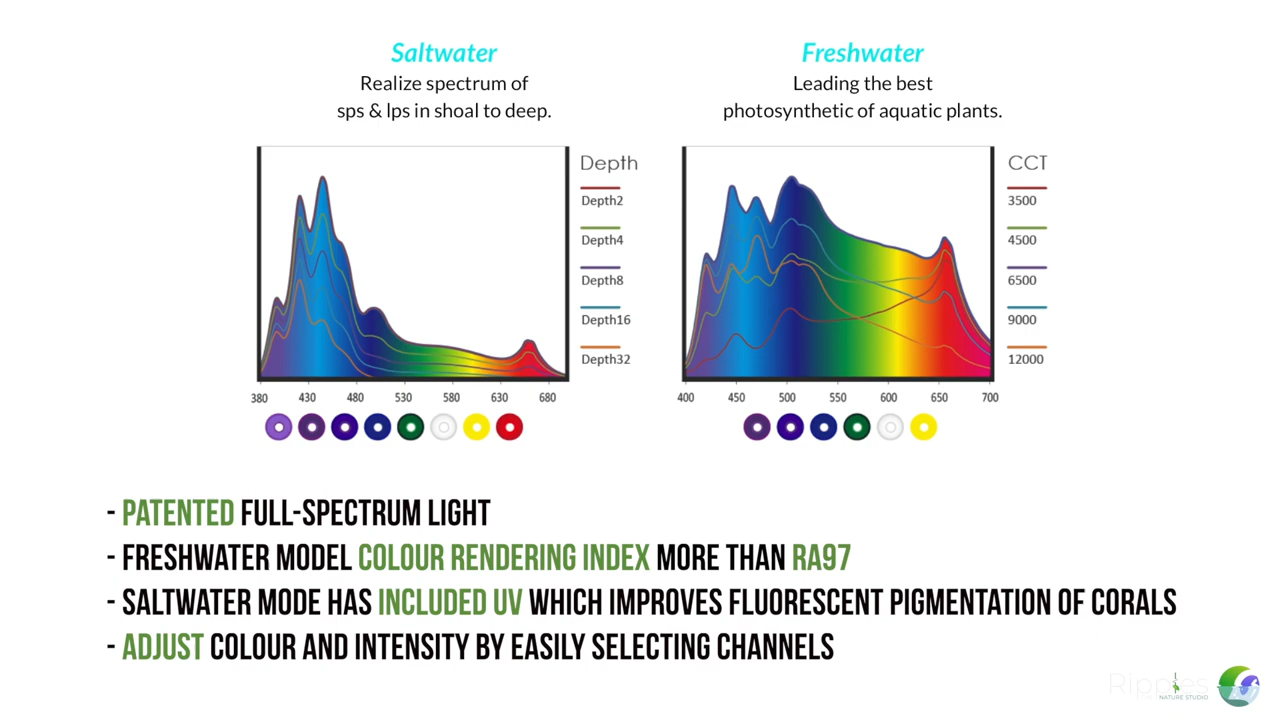 Saltwater
Realize spectrum of
sps & lps in shoal to deep.
Depth
Depth2
Depth4
Depth8
Depth16
Depth32
380 430 480 530 580 630 680
Freshwater
Leading the best
photosynthetic of aquatic plants.
CCT
3500
4500
6500
9000
12000
400 450 500 550 600 650 700
- PATENTED FULL-SPECTRUM LIGHT
- FRESHWATER MODEL COLOUR RENDERING INDEX MORE THAN RA97
- SALTWATER MODE HAS INCLUDED UV WHICH IMPROVES FLUORESCENT PIGMENTATION OF CORALS
- ADJUST COLOUR AND INTENSITY BY EASILY SELECTING CHANNELS
Ripples
NATURE STUDIO